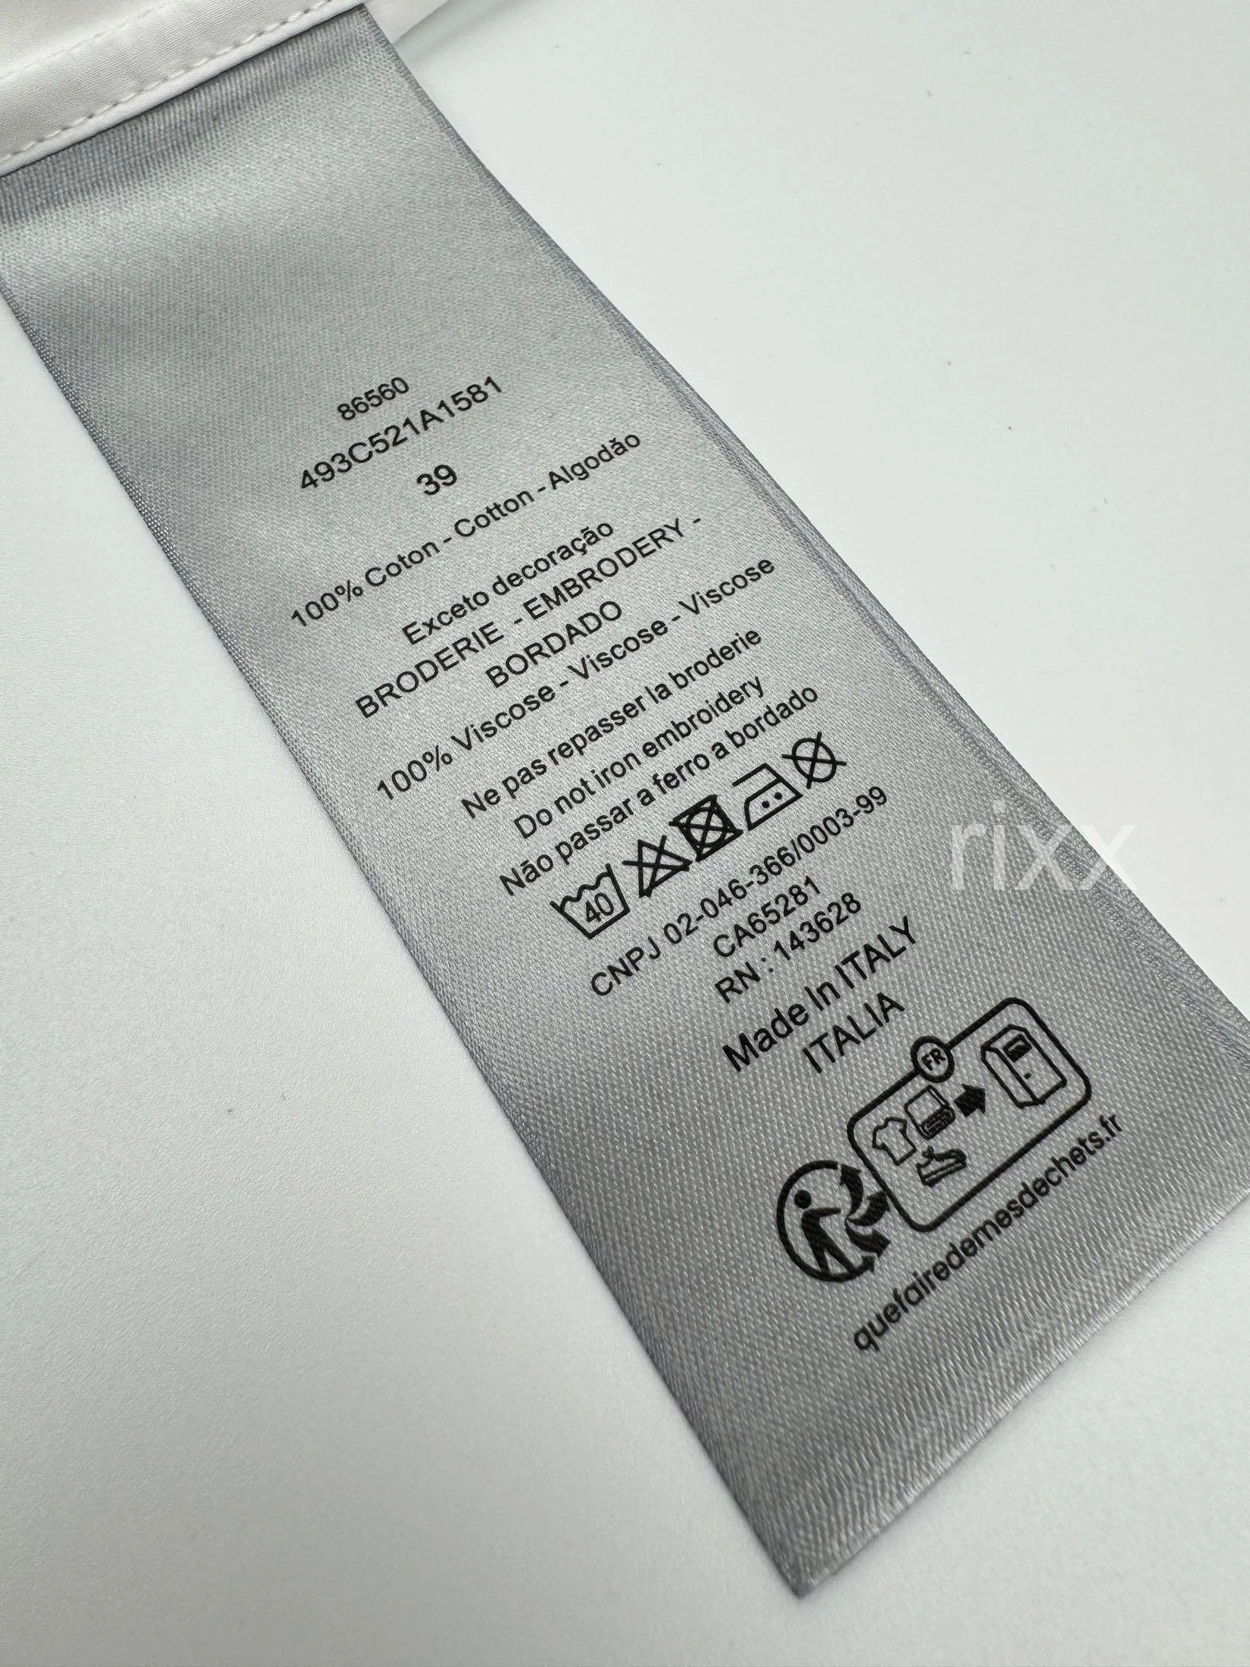 86560
493C521A1581
39
100% Coton - Cotton - Algodão
Exceto decoração
BRODERIE - EMBRODERY -
BORDADO
100% Viscose - Viscose - Viscose
Ne pas repasser la broderie
Do not iron embroidery
Não passar a ferro a bordado
40
CNPJ 02-046-366/0003-99
CA65281
RN : 143628
Made In ITALY
ITALIA
FR
quefairedemesdechets.fr
rixx